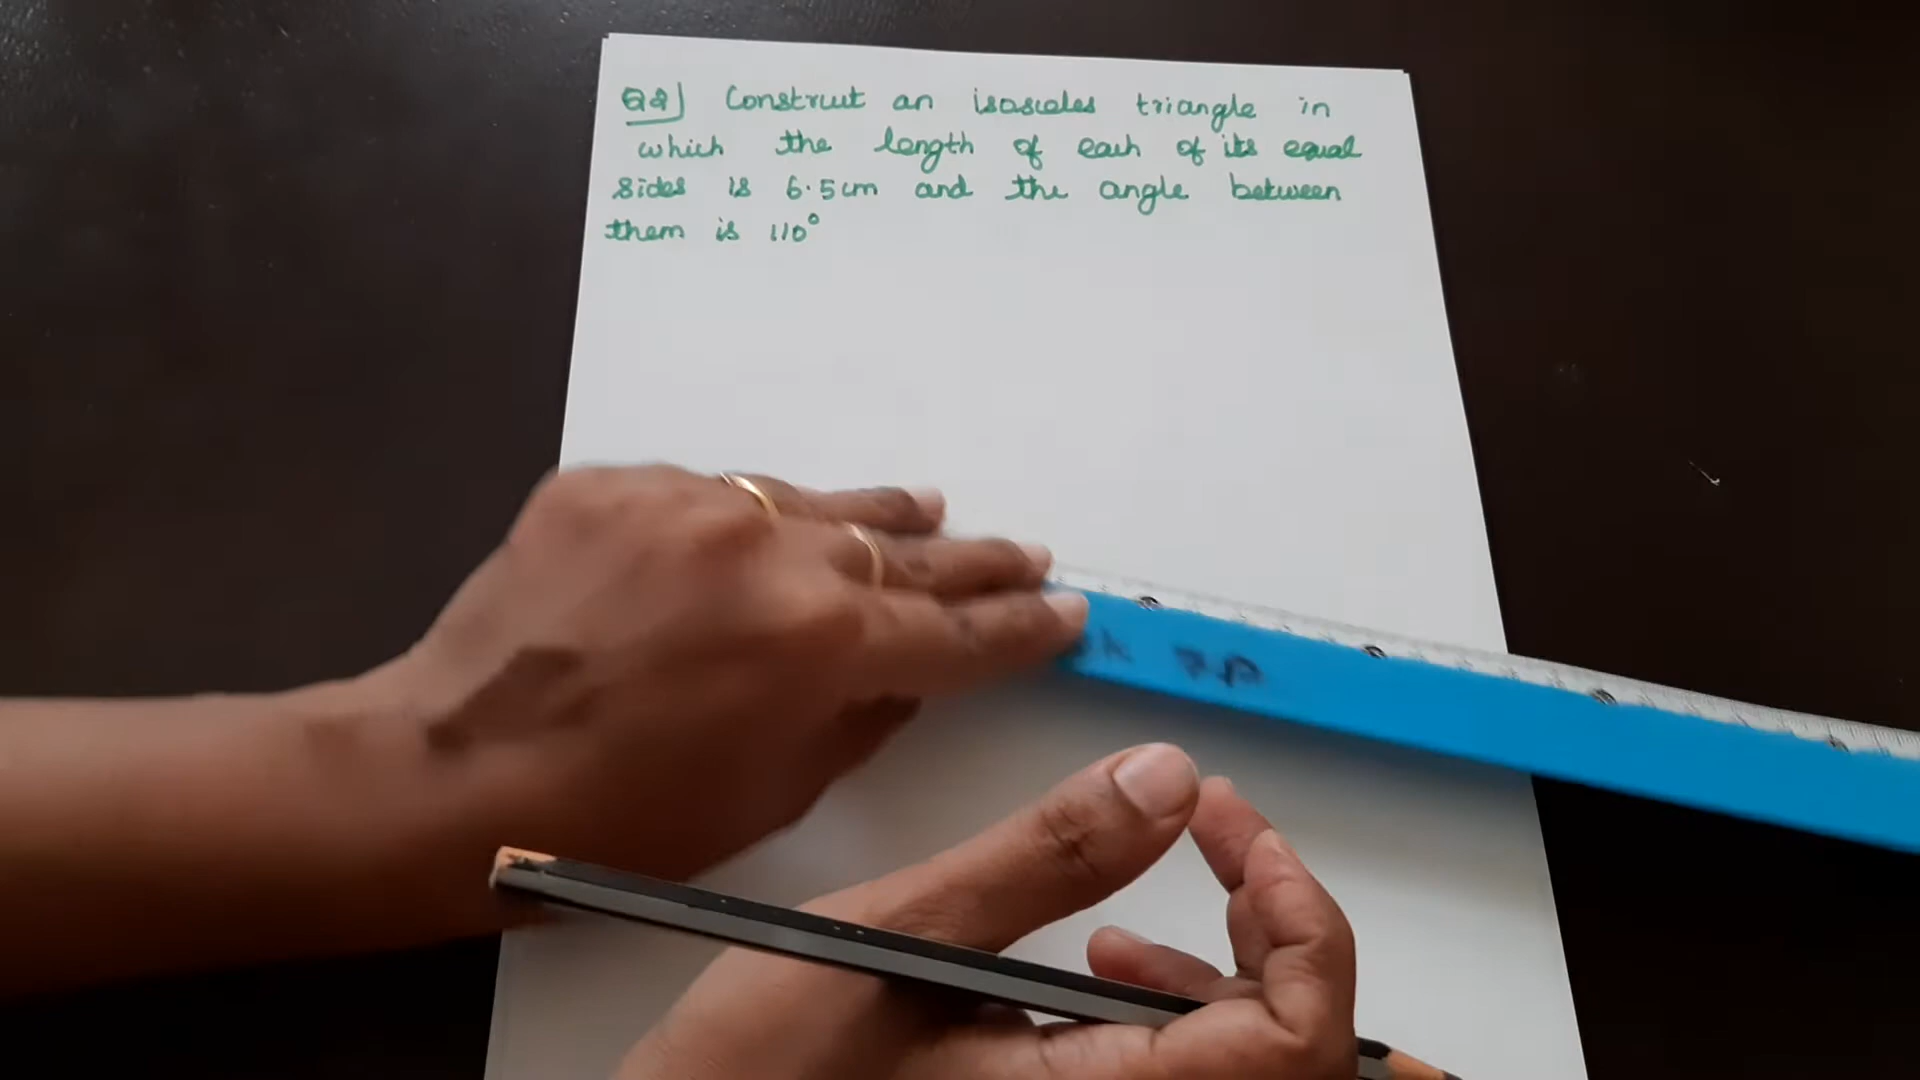 Q2] Construct an isosceles triangle in
which the length of each of its equal
sides is 6.5cm and the angle between
them is 110°